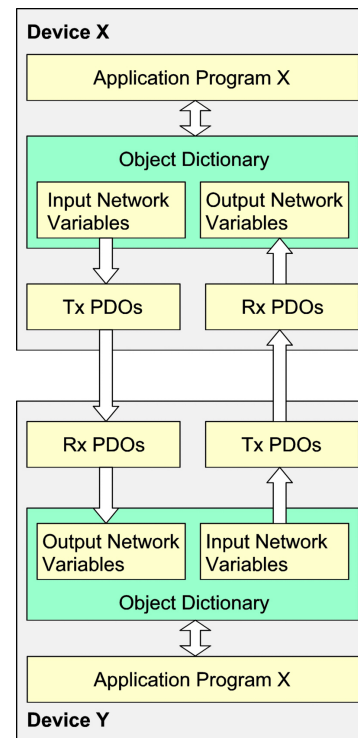 Device X
Application Program X
Object Dictionary
Input Network
Variables
Output Network
Variables
Tx PDOs
Rx PDOs
Rx PDOs
Tx PDOs
Output Network
Variables
Input Network
Variables
Object Dictionary
Application Program X
Device Y